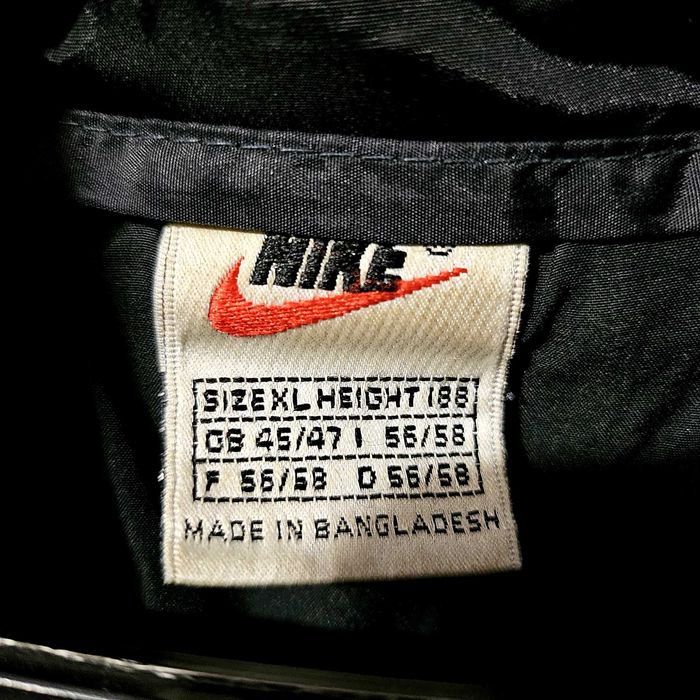 NIKE
SIZE XL HEIGHT 188
GB 45/47 I 56/58
F 56/58 D 56/58
MADE IN BANGLADESH